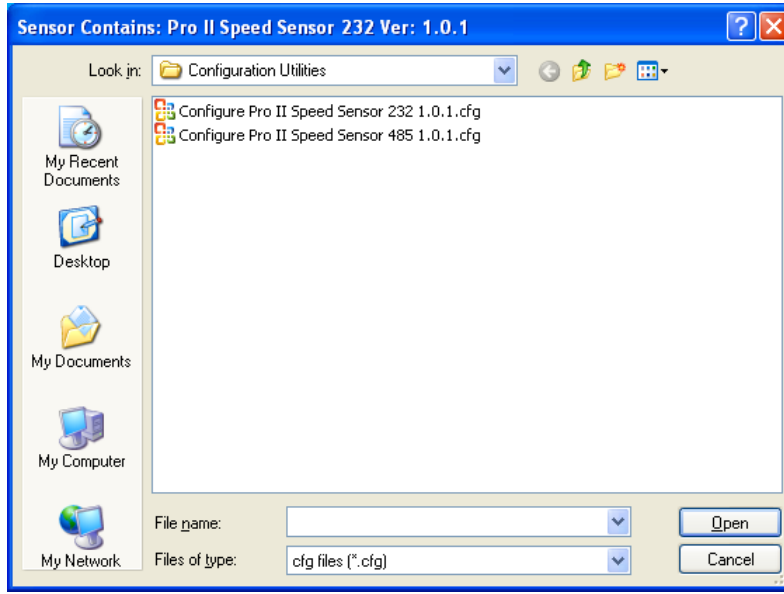 Sensor Contains: Pro II Speed Sensor 232 Ver: 1.0.1
Look in: Configuration Utilities
Configure Pro II Speed Sensor 232 1.0.1.cfg
Configure Pro II Speed Sensor 485 1.0.1.cfg
My Recent
Documents
Desktop
My Documents
My Computer
My Network
File name:
Open
Files of type: cfg files (*.cfg)
Cancel